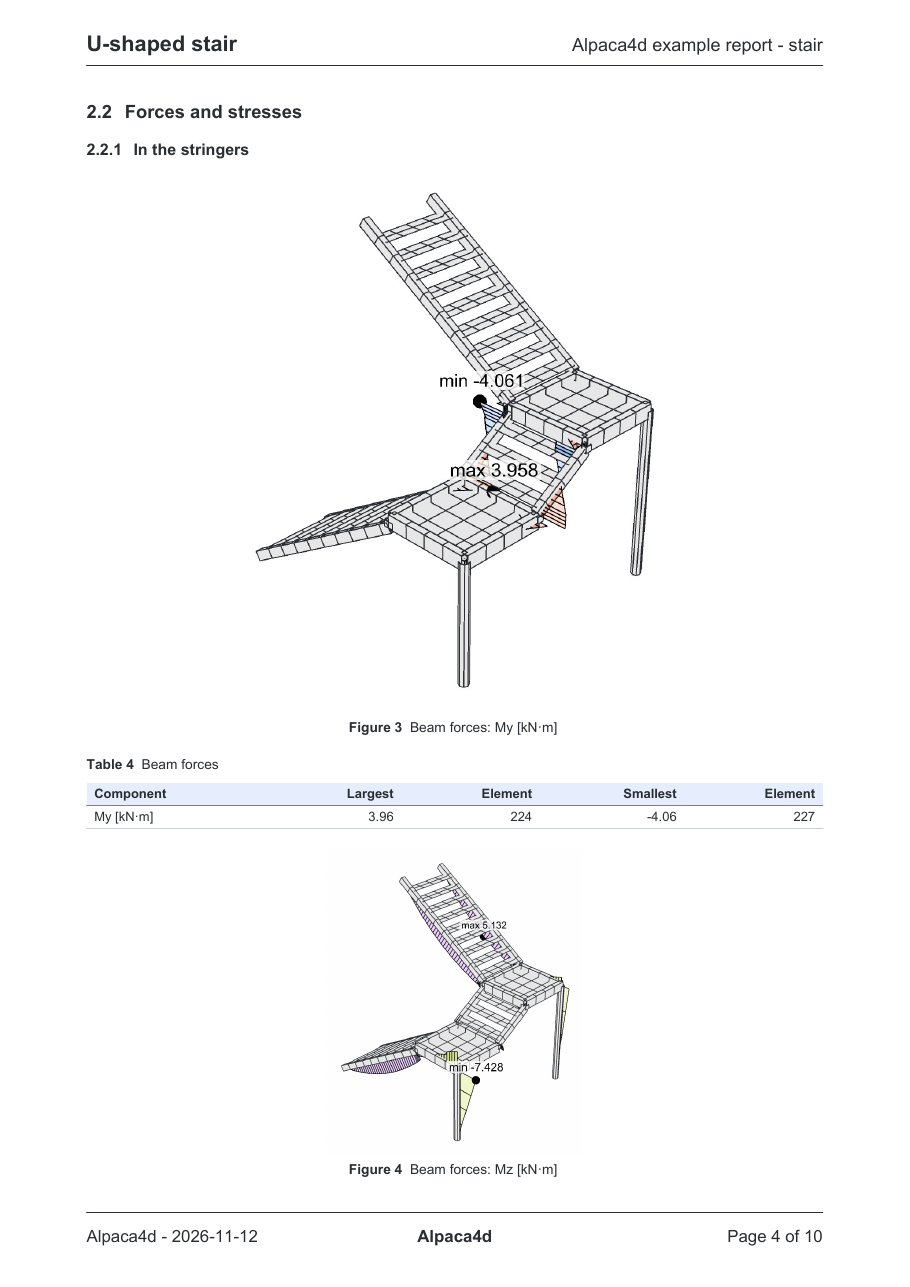 U-shaped stair
Alpaca4d example report - stair
2.2 Forces and stresses
2.2.1 In the stringers
min -4.061
max 3.958
Figure 3 Beam forces: My [kN·m]
Table 4 Beam forces
Component Largest Element Smallest Element
My [kN·m] 3.96 224 -4.06 227
max 5.132
min -7.428
Figure 4 Beam forces: Mz [kN·m]
Alpaca4d - 2026-11-12
Alpaca4d
Page 4 of 10